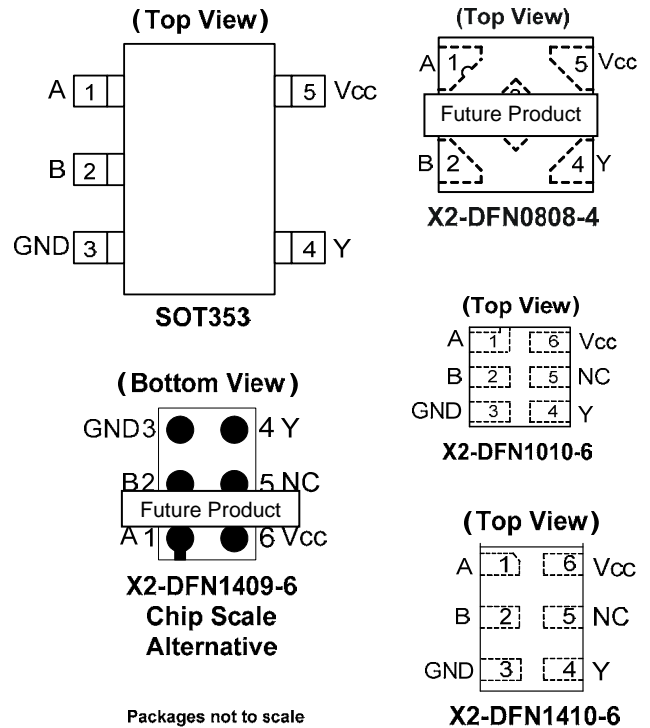 (Top View)
A 1 5 Vcc
B 2
GND 3 4 Y
SOT353
(Top View)
A 1 5 Vcc
Future Product
B 2 4 Y
X2-DFN0808-4
(Top View)
A 1 6 Vcc
B 2 5 NC
GND 3 4 Y
X2-DFN1010-6
(Bottom View)
GND3 4 Y
B2 5 NC
Future Product
A 1 6 Vcc
X2-DFN1409-6
Chip Scale
Alternative
(Top View)
A 1 6 Vcc
B 2 5 NC
GND 3 4 Y
X2-DFN1410-6
Packages not to scale